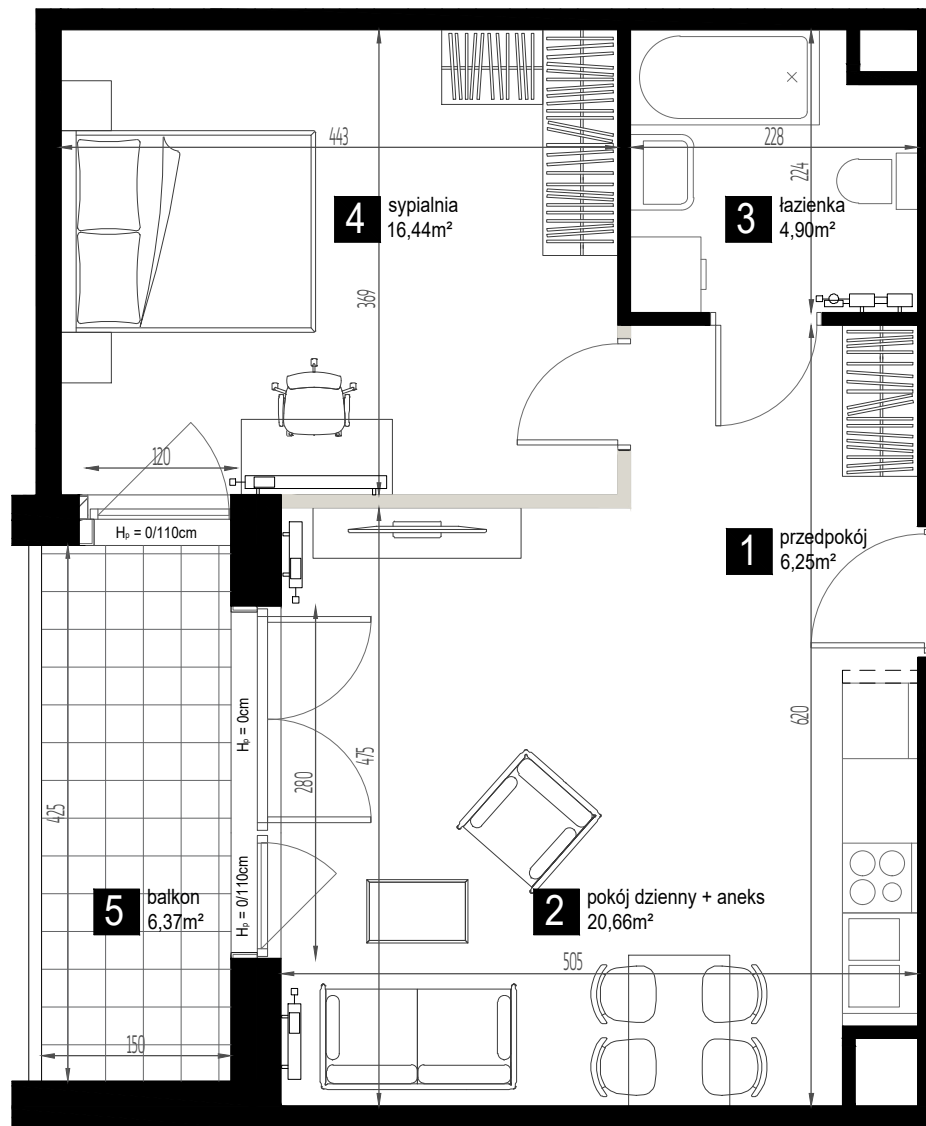 443
228
224
4
sypialnia
16,44m²
3
łazienka
4,90m²
369
120
Hₚ = 0/110cm
1
przedpokój
6,25m²
Hₚ = 0cm
280
475
620
425
Hₚ = 0/110cm
5
balkon
6,37m²
2
pokój dzienny + aneks
20,66m²
505
150